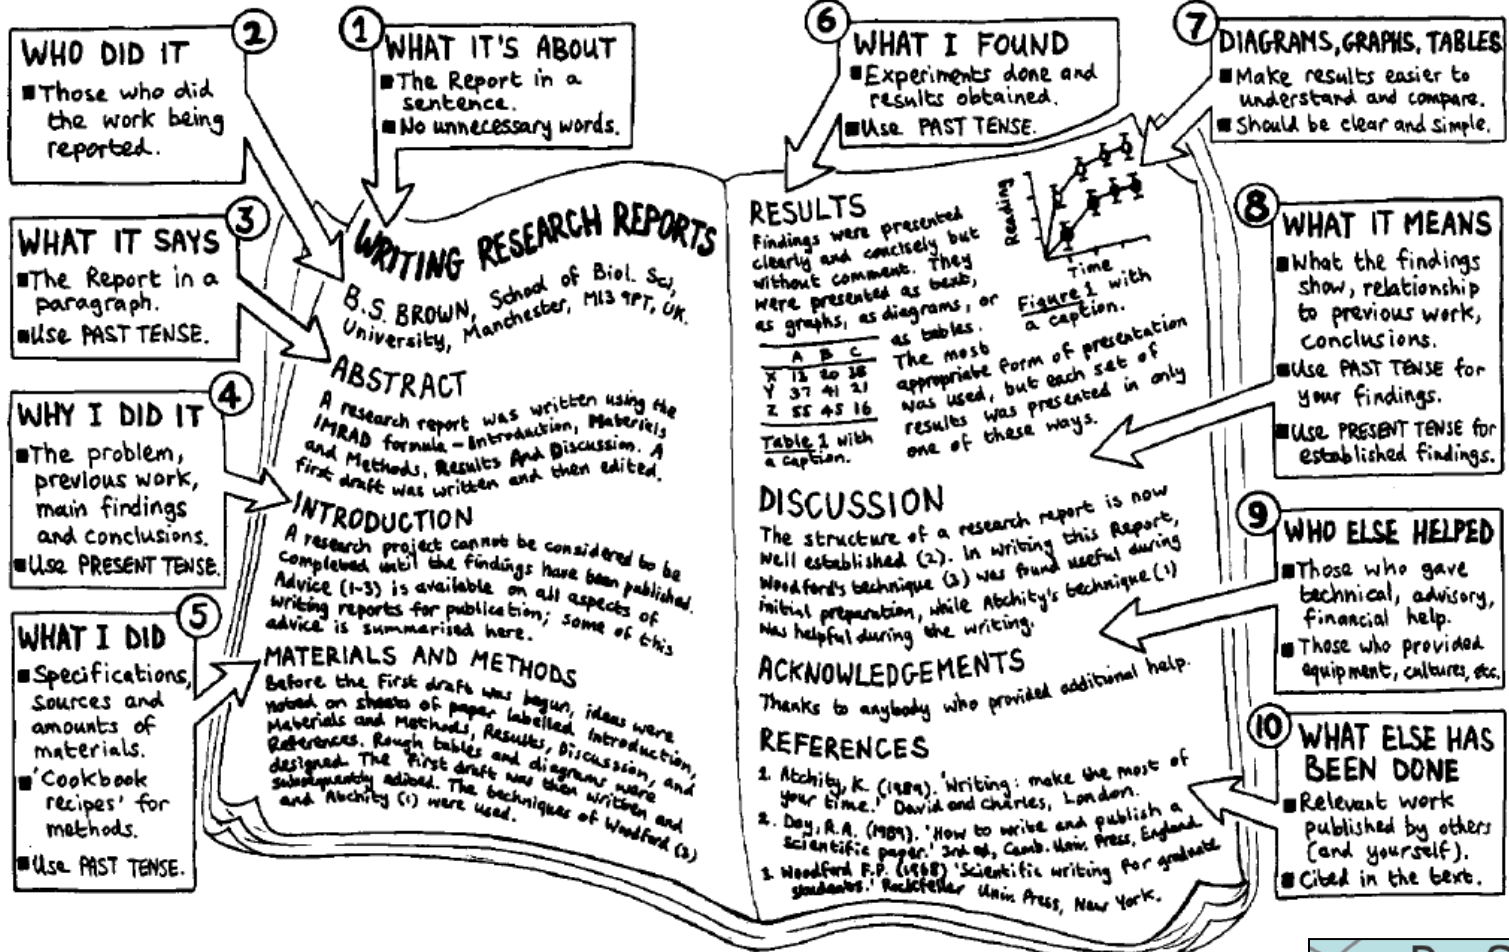 1
WHAT IT'S ABOUT
■ The Report in a
sentence.
■ No unnecessary words.
2
WHO DID IT
■ Those who did
the work being
reported.
3
WHAT IT SAYS
■ The Report in a
paragraph.
■ Use PAST TENSE.
4
WHY I DID IT
■ The problem,
previous work,
main findings
and conclusions.
■ Use PRESENT TENSE.
5
WHAT I DID
■ Specifications,
sources and
amounts of
materials.
■ 'Cookbook
recipes' for
methods.
■ Use PAST TENSE.
WRITING RESEARCH REPORTS
B.S. BROWN, School of Biol. Sci,
University, Manchester, M13 9PT, UK.
ABSTRACT
A research report was written using the
IMRAD formula – Introduction, Materials
and Methods, Results And Discussion. A
first draft was written and then edited.
INTRODUCTION
A research project cannot be considered to be
completed until the findings have been published.
Advice (1-3) is available on all aspects of
writing reports for publication; some of this
advice is summarised here.
MATERIALS AND METHODS
Before the first draft was begun, ideas were
noted on sheets of paper labelled Introduction,
Materials and Methods, Results, Discussion, and
References. Rough tables and diagrams were
designed. The first draft was then written and
subsequently edited. The techniques of Woodford (3)
and Atchity (1) were used.
6
WHAT I FOUND
■ Experiments done and
results obtained.
■ Use PAST TENSE.
7
DIAGRAMS, GRAPHS, TABLES
■ Make results easier to
understand and compare.
■ Should be clear and simple.
8
WHAT IT MEANS
■ What the findings
show, relationship
to previous work,
conclusions.
■ Use PAST TENSE for
your findings.
■ Use PRESENT TENSE for
established findings.
9
WHO ELSE HELPED
■ Those who gave
technical, advisory,
financial help.
■ Those who provided
equipment, cultures, etc.
10
WHAT ELSE HAS
BEEN DONE
■ Relevant work
published by others
(and yourself).
■ Cited in the text.
RESULTS
Findings were presented
clearly and concisely but
without comment. They
were presented as text,
as graphs, as diagrams, or
as tables.
The most
appropriate form of presentation
was used, but each set of
results was presented in only
one of these ways.
Reading
Time
Figure 1 with
a caption.
A B C
X 12 20 38
Y 37 41 21
Z 55 45 16
Table 1 with
a caption.
DISCUSSION
The structure of a research report is now
well established (2). In writing this Report,
Woodford's technique (3) was found useful during
initial preparation, while Atchity's technique (1)
was helpful during the writing.
ACKNOWLEDGEMENTS
Thanks to anybody who provided additional help.
REFERENCES
1. Atchity, K. 'Writing: make the most of
your time.' David and Charles, London.
2. Day, R.A. (1989). 'How to write and publish a
scientific paper.' 3rd ed, Camb. Univ. Press, England.
3. Woodford F.P. (1968) 'Scientific writing for graduate
students.' Rockfeller Univ. Press, New York.